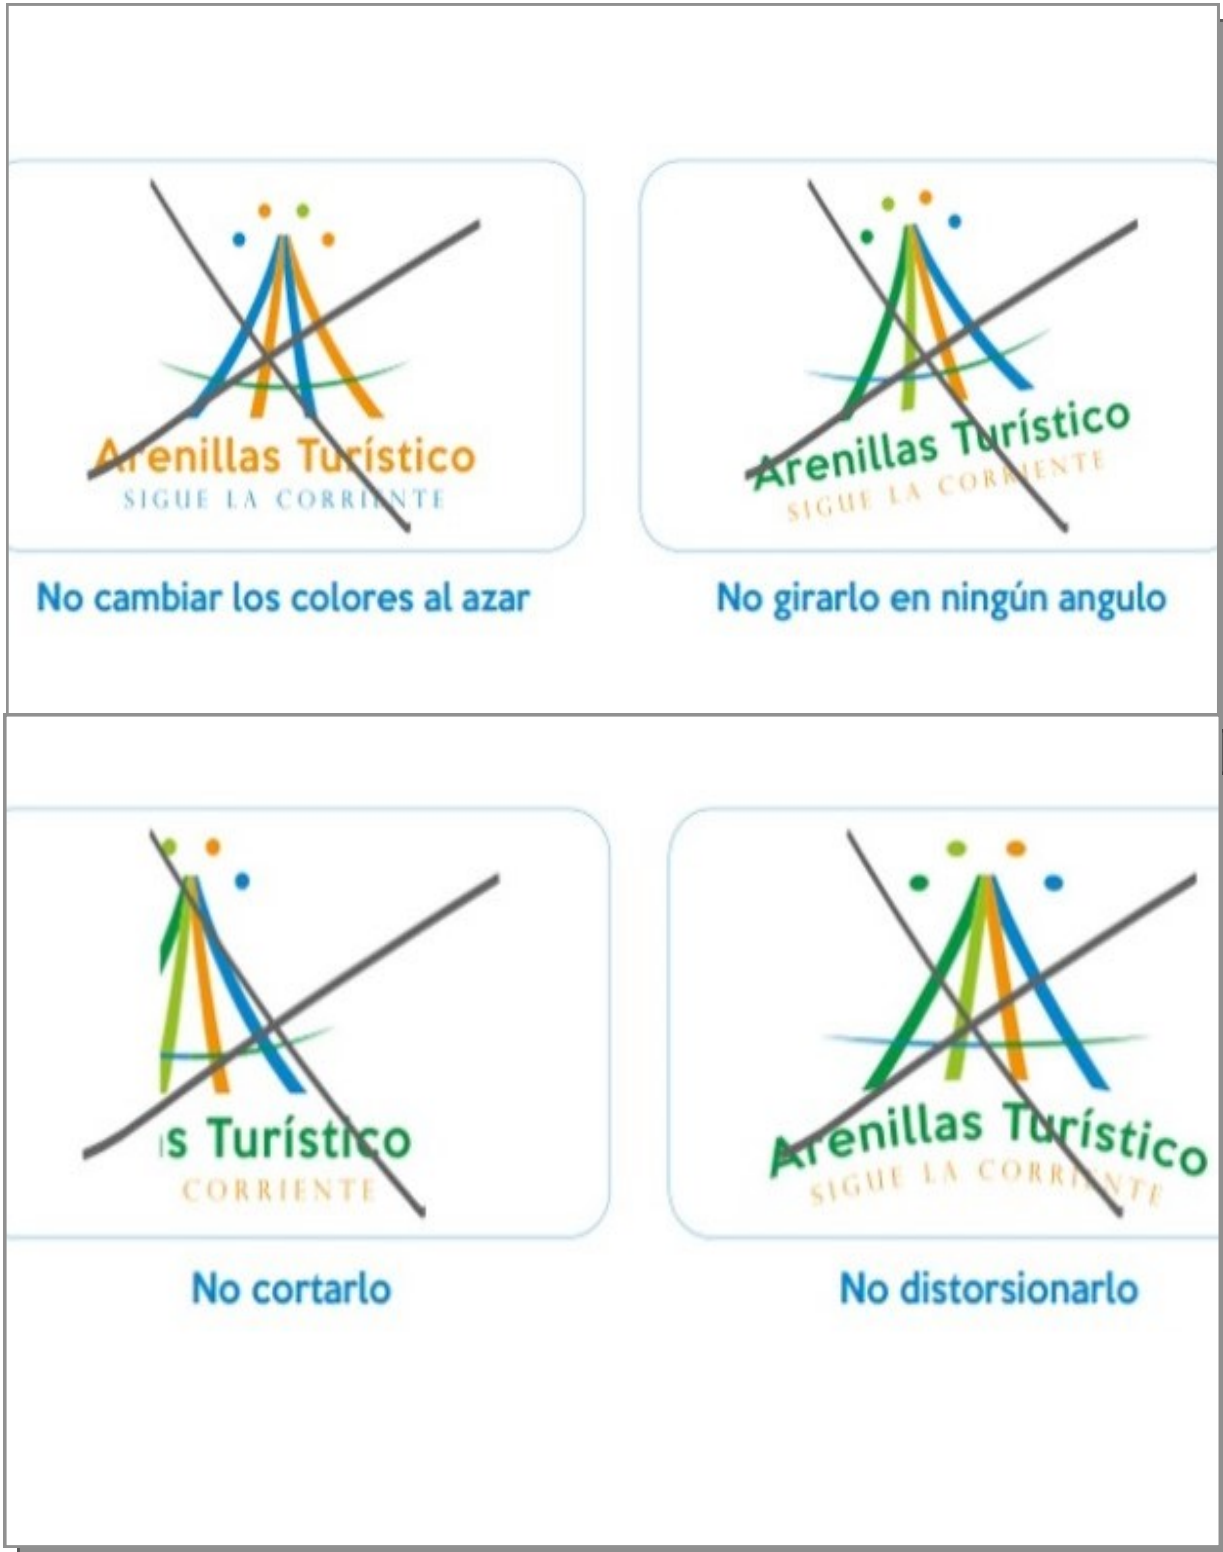 Arenillas Turístico
SIGUE LA CORRIENTE
No cambiar los colores al azar
Arenillas Turístico
SIGUE LA CORRIENTE
No girarlo en ningún angulo
s Turístico
CORRIENTE
No cortarlo
Arenillas Turístico
SIGUE LA CORRIENTE
No distorsionarlo